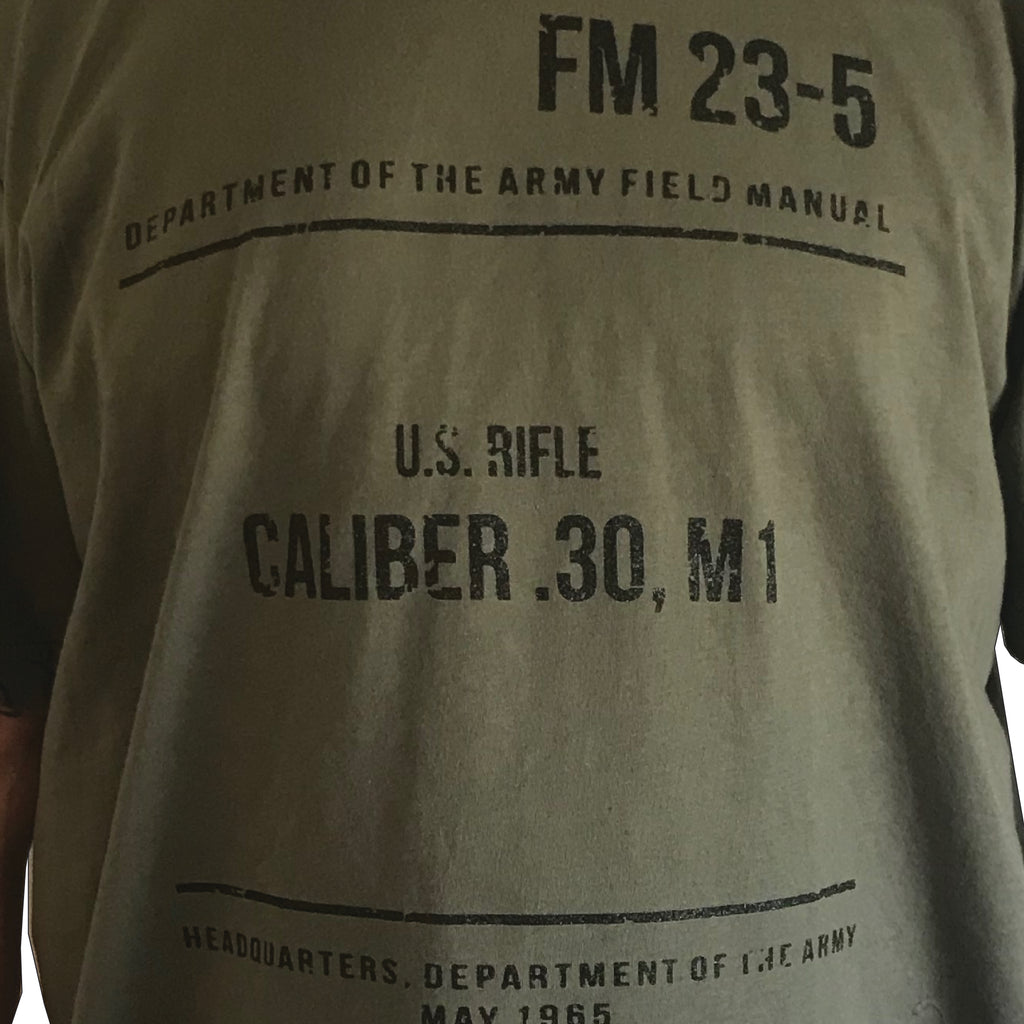 FM 23-5
DEPARTMENT OF THE ARMY FIELD MANUAL
U.S. RIFLE
CALIBER .30, M1
HEADQUARTERS, DEPARTMENT OF THE ARMY
MAY 1965